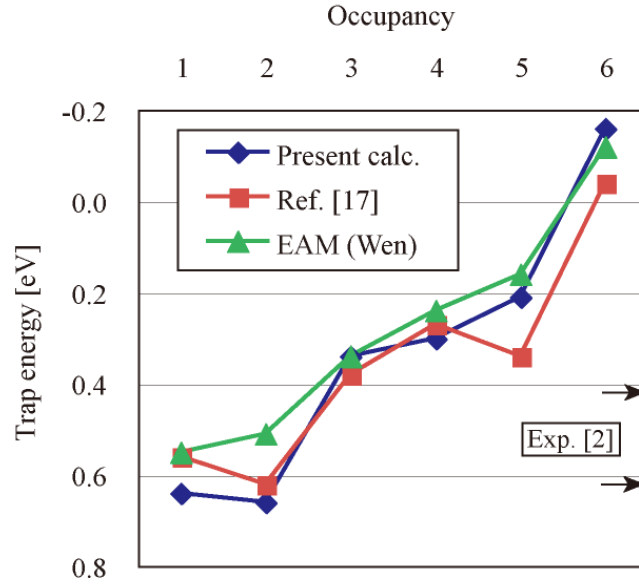 Occupancy
1 2 3 4 5 6
-0.2
0.0
0.2
0.4
0.6
0.8
Trap energy [eV]
Present calc.
Ref. [17]
EAM (Wen)
Exp. [2]